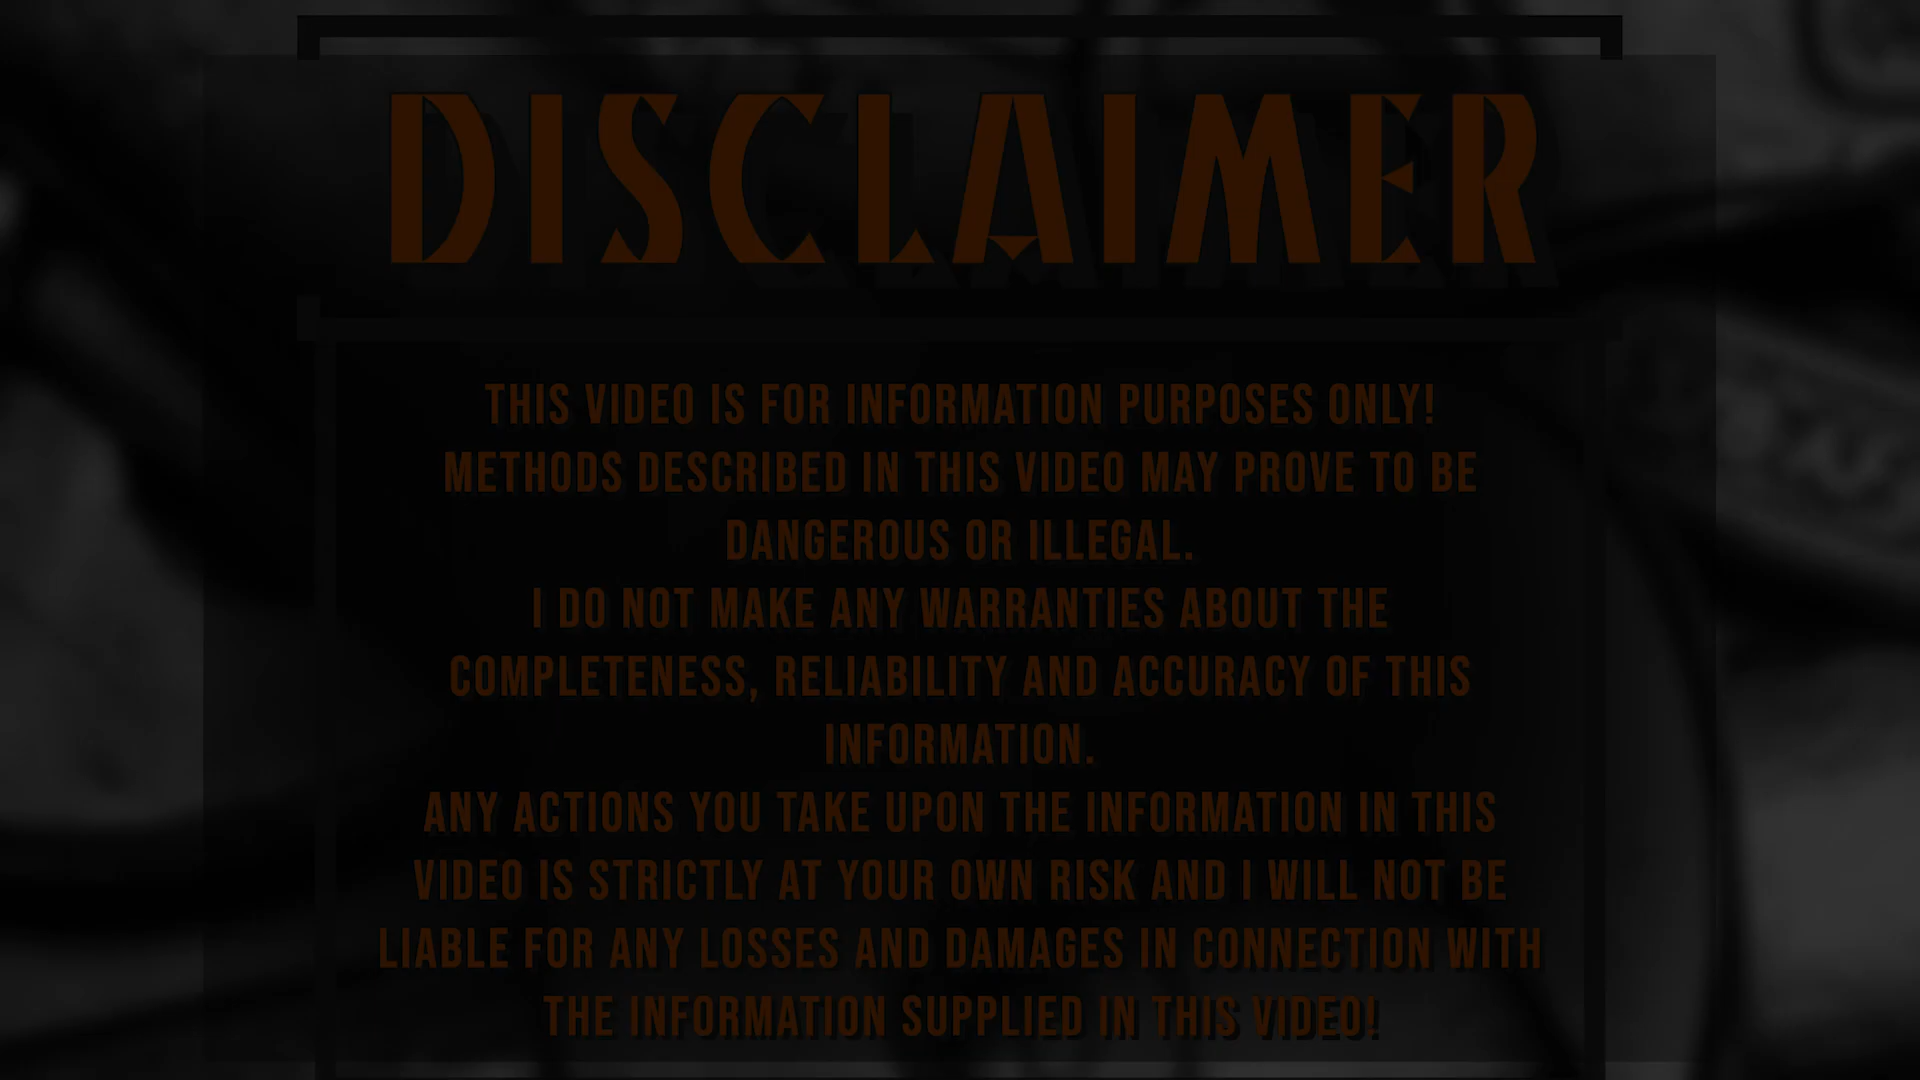 DISCLAIMER
THIS VIDEO IS FOR INFORMATION PURPOSES ONLY!
METHODS DESCRIBED IN THIS VIDEO MAY PROVE TO BE
DANGEROUS OR ILLEGAL.
I DO NOT MAKE ANY WARRANTIES ABOUT THE
COMPLETENESS, RELIABILITY AND ACCURACY OF THIS
INFORMATION.
ANY ACTIONS YOU TAKE UPON THE INFORMATION IN THIS
VIDEO IS STRICTLY AT YOUR OWN RISK AND I WILL NOT BE
LIABLE FOR ANY LOSSES AND DAMAGES IN CONNECTION WITH
THE INFORMATION SUPPLIED IN THIS VIDEO!